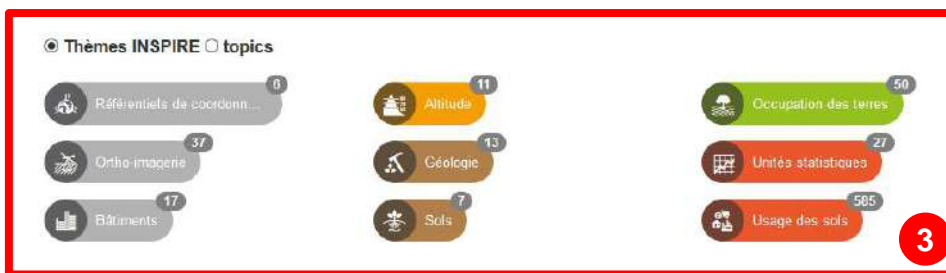 Thèmes INSPIRE topics
Référentiels de coordonn... 6
Altitude 11
Occupation des terres 50
Ortho-imagerie 37
Géologie 13
Unités statistiques 27
Bâtiments 17
Sols 7
Usage des sols 585
3